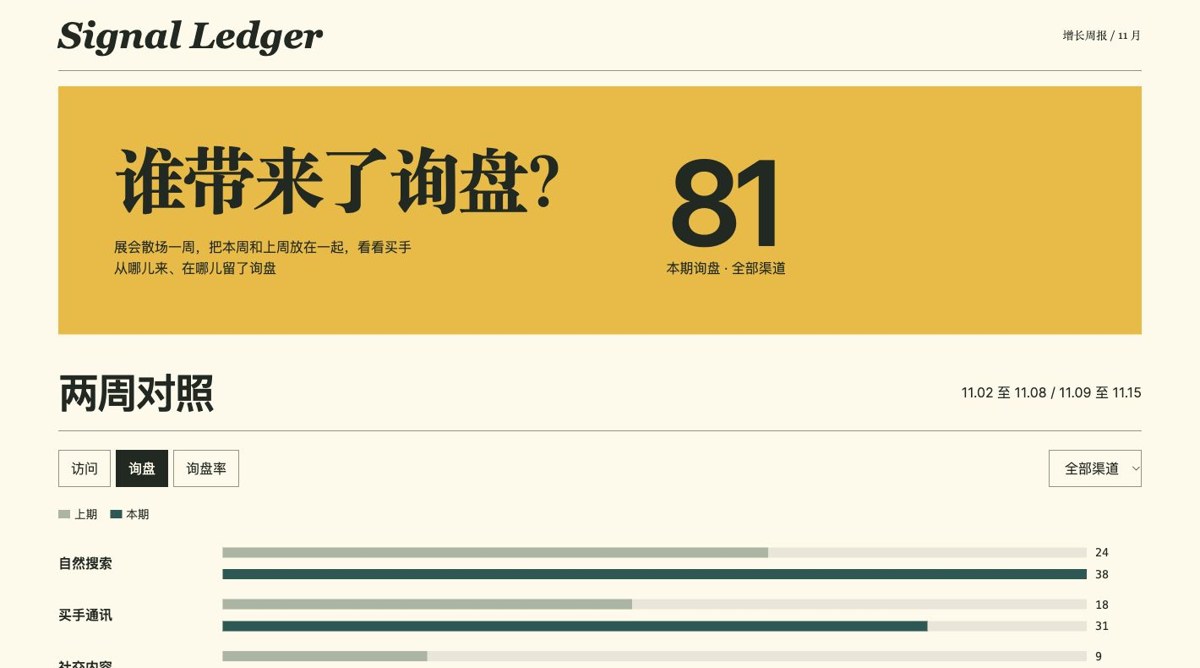 Signal Ledger
增长周报 / 11 月
谁带来了询盘？
展会散场一周，把本周和上周放在一起，看看买手
从哪儿来、在哪儿留了询盘
81
本期询盘 · 全部渠道
两周对照
11.02 至 11.08 / 11.09 至 11.15
访问
询盘
询盘率
全部渠道
上期
本期
自然搜索
24
38
买手通讯
18
31
社交内容
9